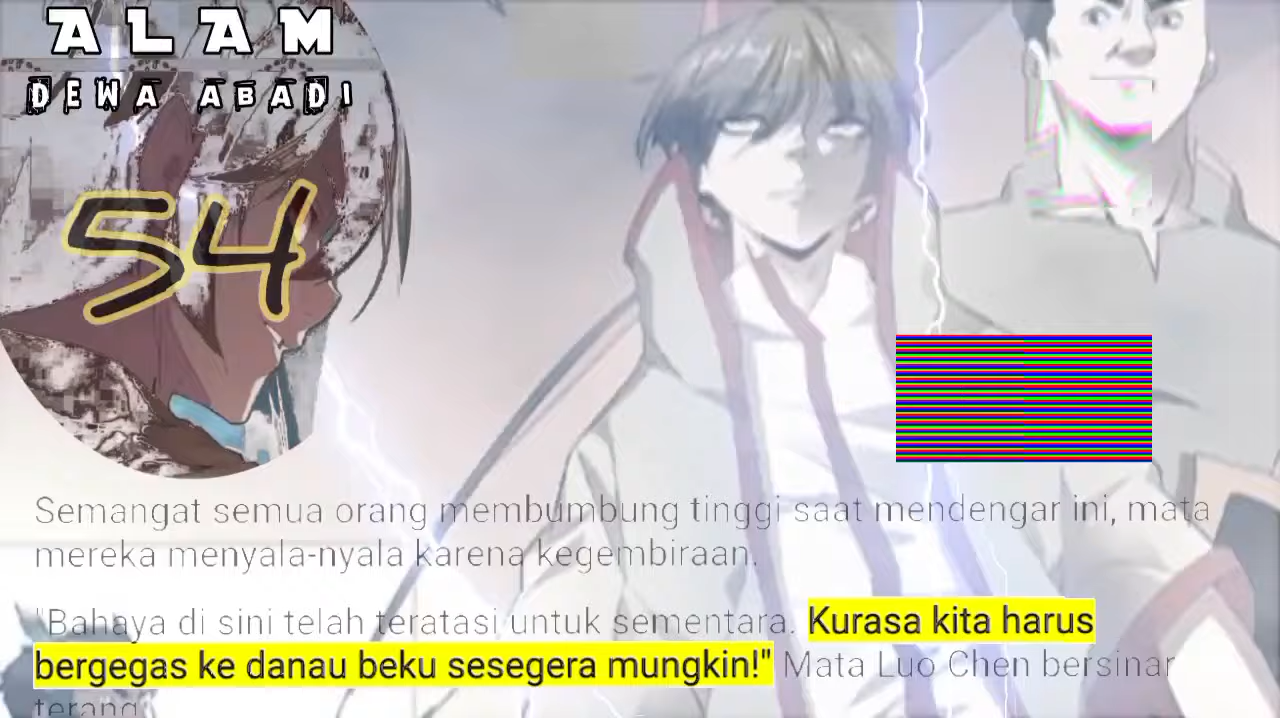 ALAM
DEWA ABADI
54
Semangat semua orang membumbung tinggi saat mendengar ini, mata
mereka menyala-nyala karena kegembiraan.
"Bahaya di sini telah teratasi untuk sementara. Kurasa kita harus
bergegas ke danau beku sesegera mungkin!" Mata Luo Chen bersinar
terang.